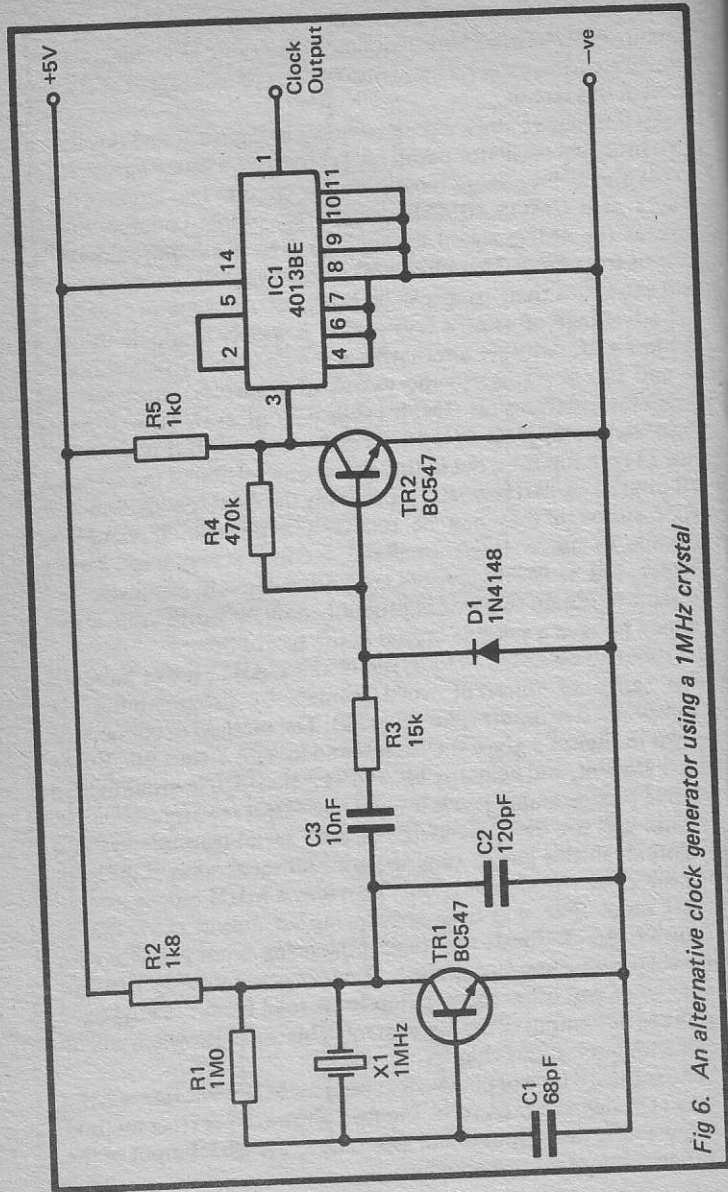 +5V
R2
1k8
R1
1M0
X1
1MHz
TR1
BC547
C1
68pF
C2
120pF
C3
10nF
R3
15k
D1
1N4148
R4
470k
R5
1k0
TR2
BC547
3
2
5
14
IC1
4013BE
4
6
7
8
9
10
11
1
Clock
Output
−ve
Fig 6. An alternative clock generator using a 1MHz crystal